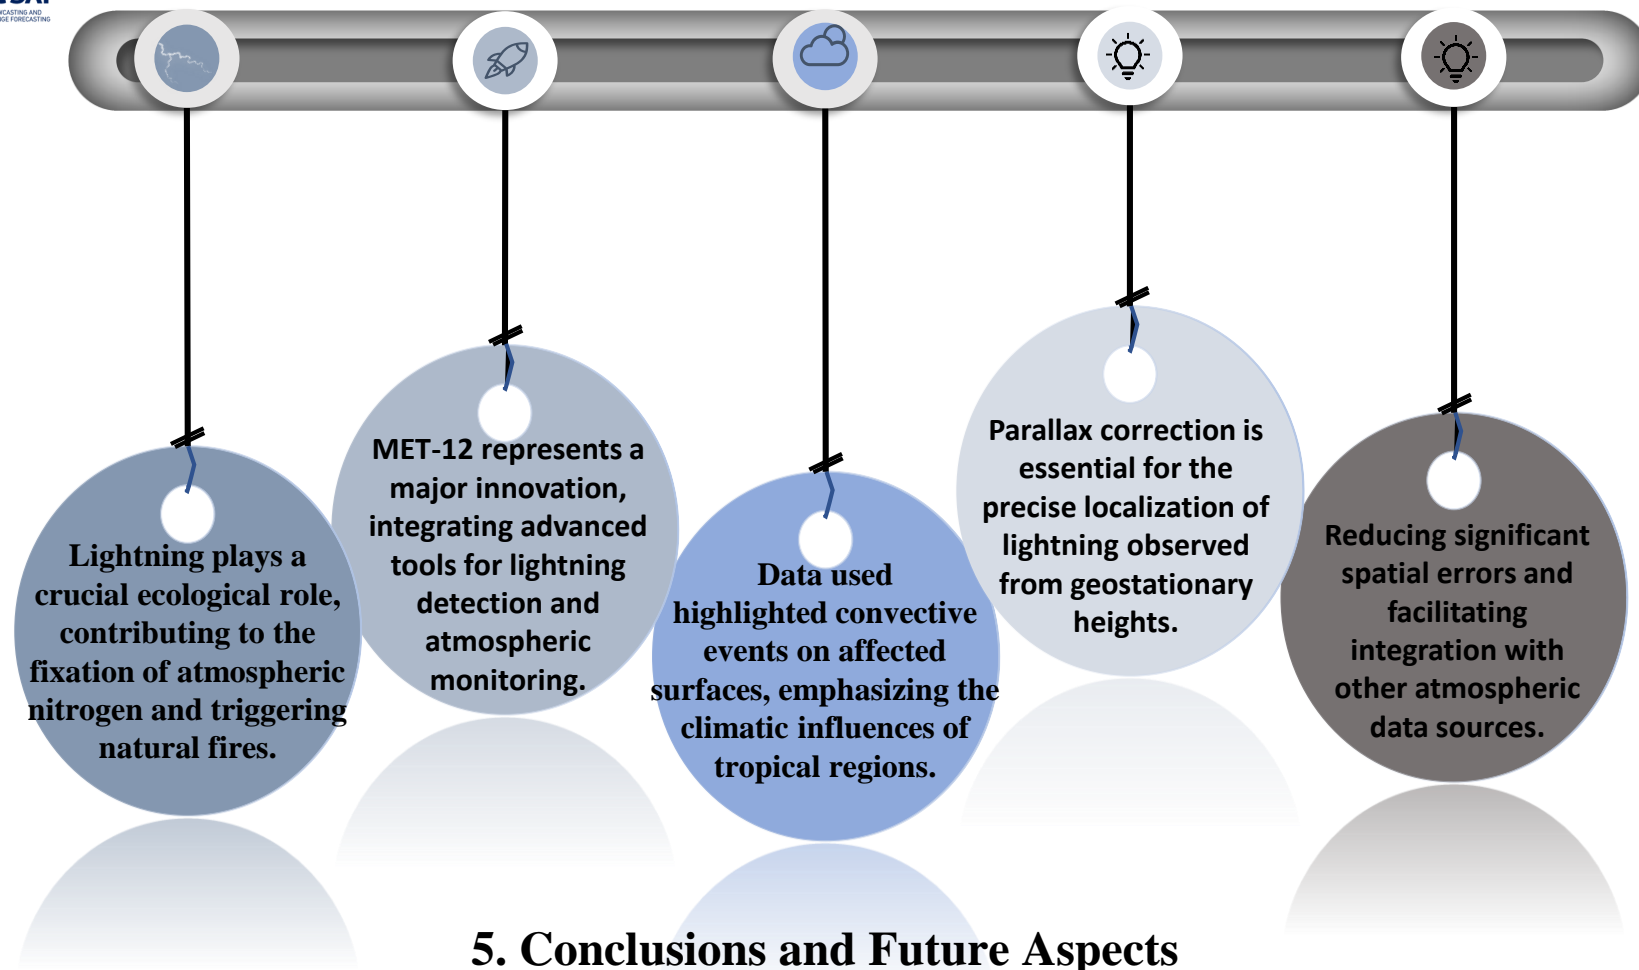 CASTING AND
GE FORECASTING
Lightning plays a
crucial ecological role,
contributing to the
fixation of atmospheric
nitrogen and triggering
natural fires.
MET-12 represents a
major innovation,
integrating advanced
tools for lightning
detection and
atmospheric
monitoring.
Data used
highlighted convective
events on affected
surfaces, emphasizing the
climatic influences of
tropical regions.
Parallax correction is
essential for the
precise localization of
lightning observed
from geostationary
heights.
Reducing significant
spatial errors and
facilitating
integration with
other atmospheric
data sources.
5. Conclusions and Future Aspects